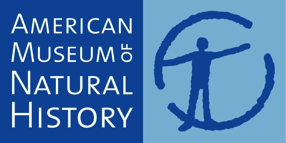 AMERICAN
MUSEUM OF
NATURAL
HISTORY